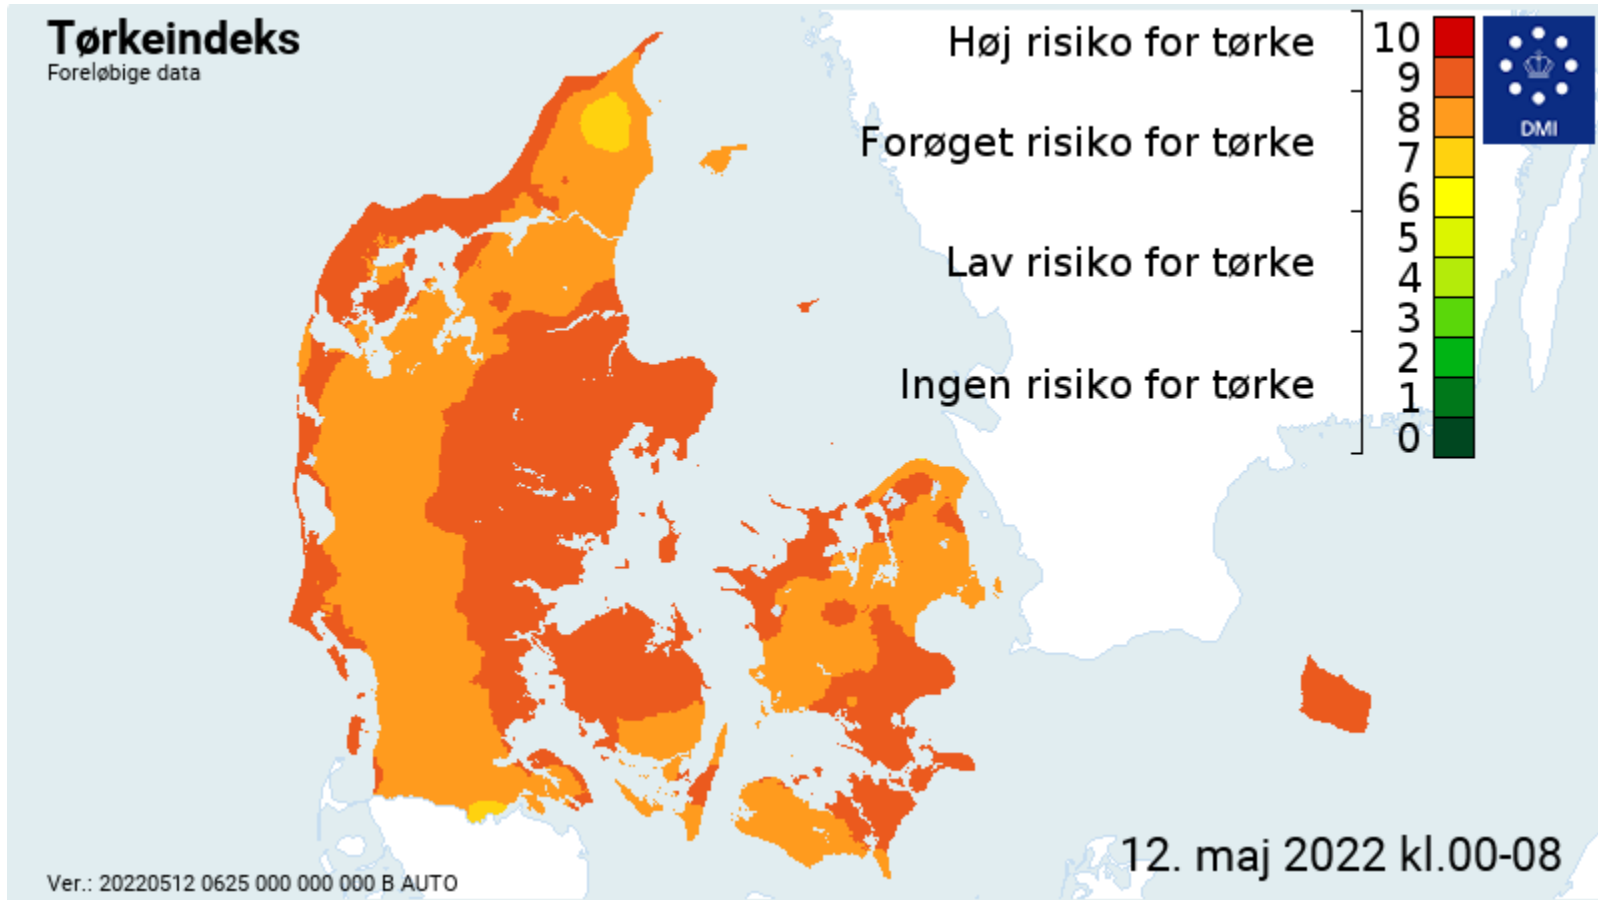 Tørkeindeks
Foreløbige data
Høj risiko for tørke
Forøget risiko for tørke
Lav risiko for tørke
Ingen risiko for tørke
10
9
8
7
6
5
4
3
2
1
0
DMI
12. maj 2022 kl.00-08
Ver.: 20220512 0625 000 000 000 B AUTO